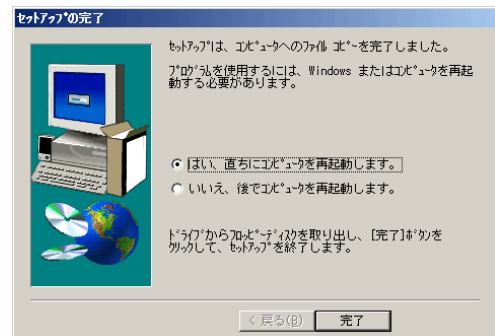 ｾｯﾄｱｯﾌﾟの完了
ｾｯﾄｱｯﾌﾟは、ｺﾝﾋﾟｭｰﾀへのﾌｧｲﾙ ｺﾋﾟｰを完了しました。
ﾌﾟﾛｸﾞﾗﾑを使用するには、Windows またはｺﾝﾋﾟｭｰﾀを再起
動する必要があります。
はい、直ちにｺﾝﾋﾟｭｰﾀを再起動します。
いいえ、後でｺﾝﾋﾟｭｰﾀを再起動します。
ﾄﾞﾗｲﾌﾞからﾌﾛｯﾋﾟｰﾃﾞｨｽｸを取り出し、[完了]ﾎﾞﾀﾝを
ｸﾘｯｸして、ｾｯﾄｱｯﾌﾟを終了します。
< 戻る(B)
完了